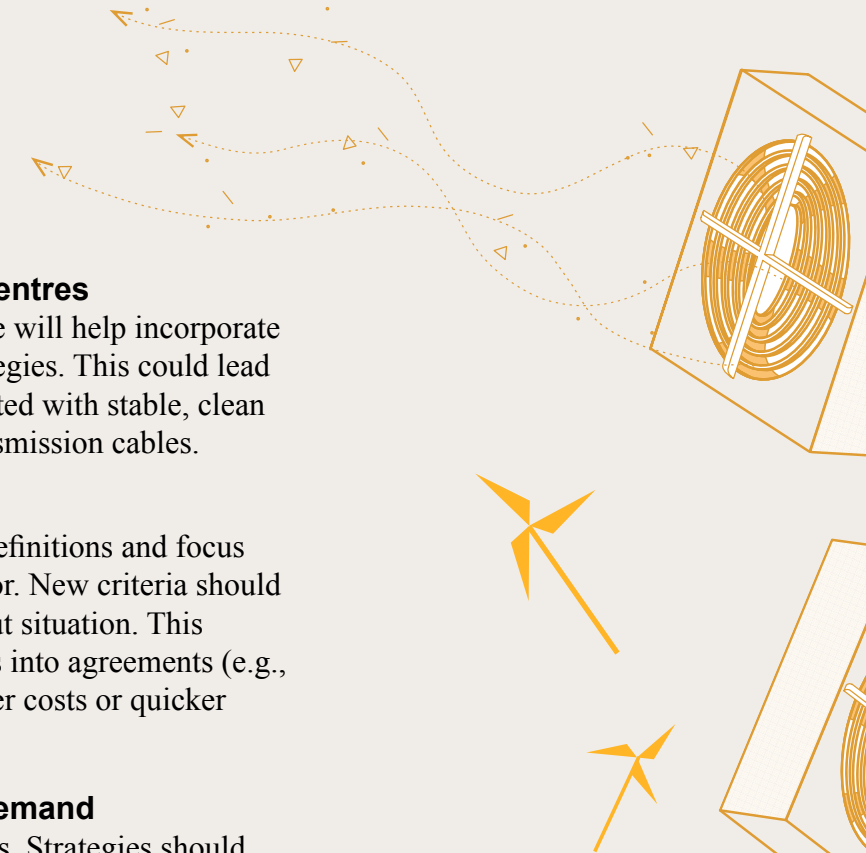 entres
e will help incorporate
egies. This could lead
ted with stable, clean
smission cables.
efinitions and focus
or. New criteria should
ut situation. This
s into agreements (e.g.,
er costs or quicker
emand
s. Strategies should